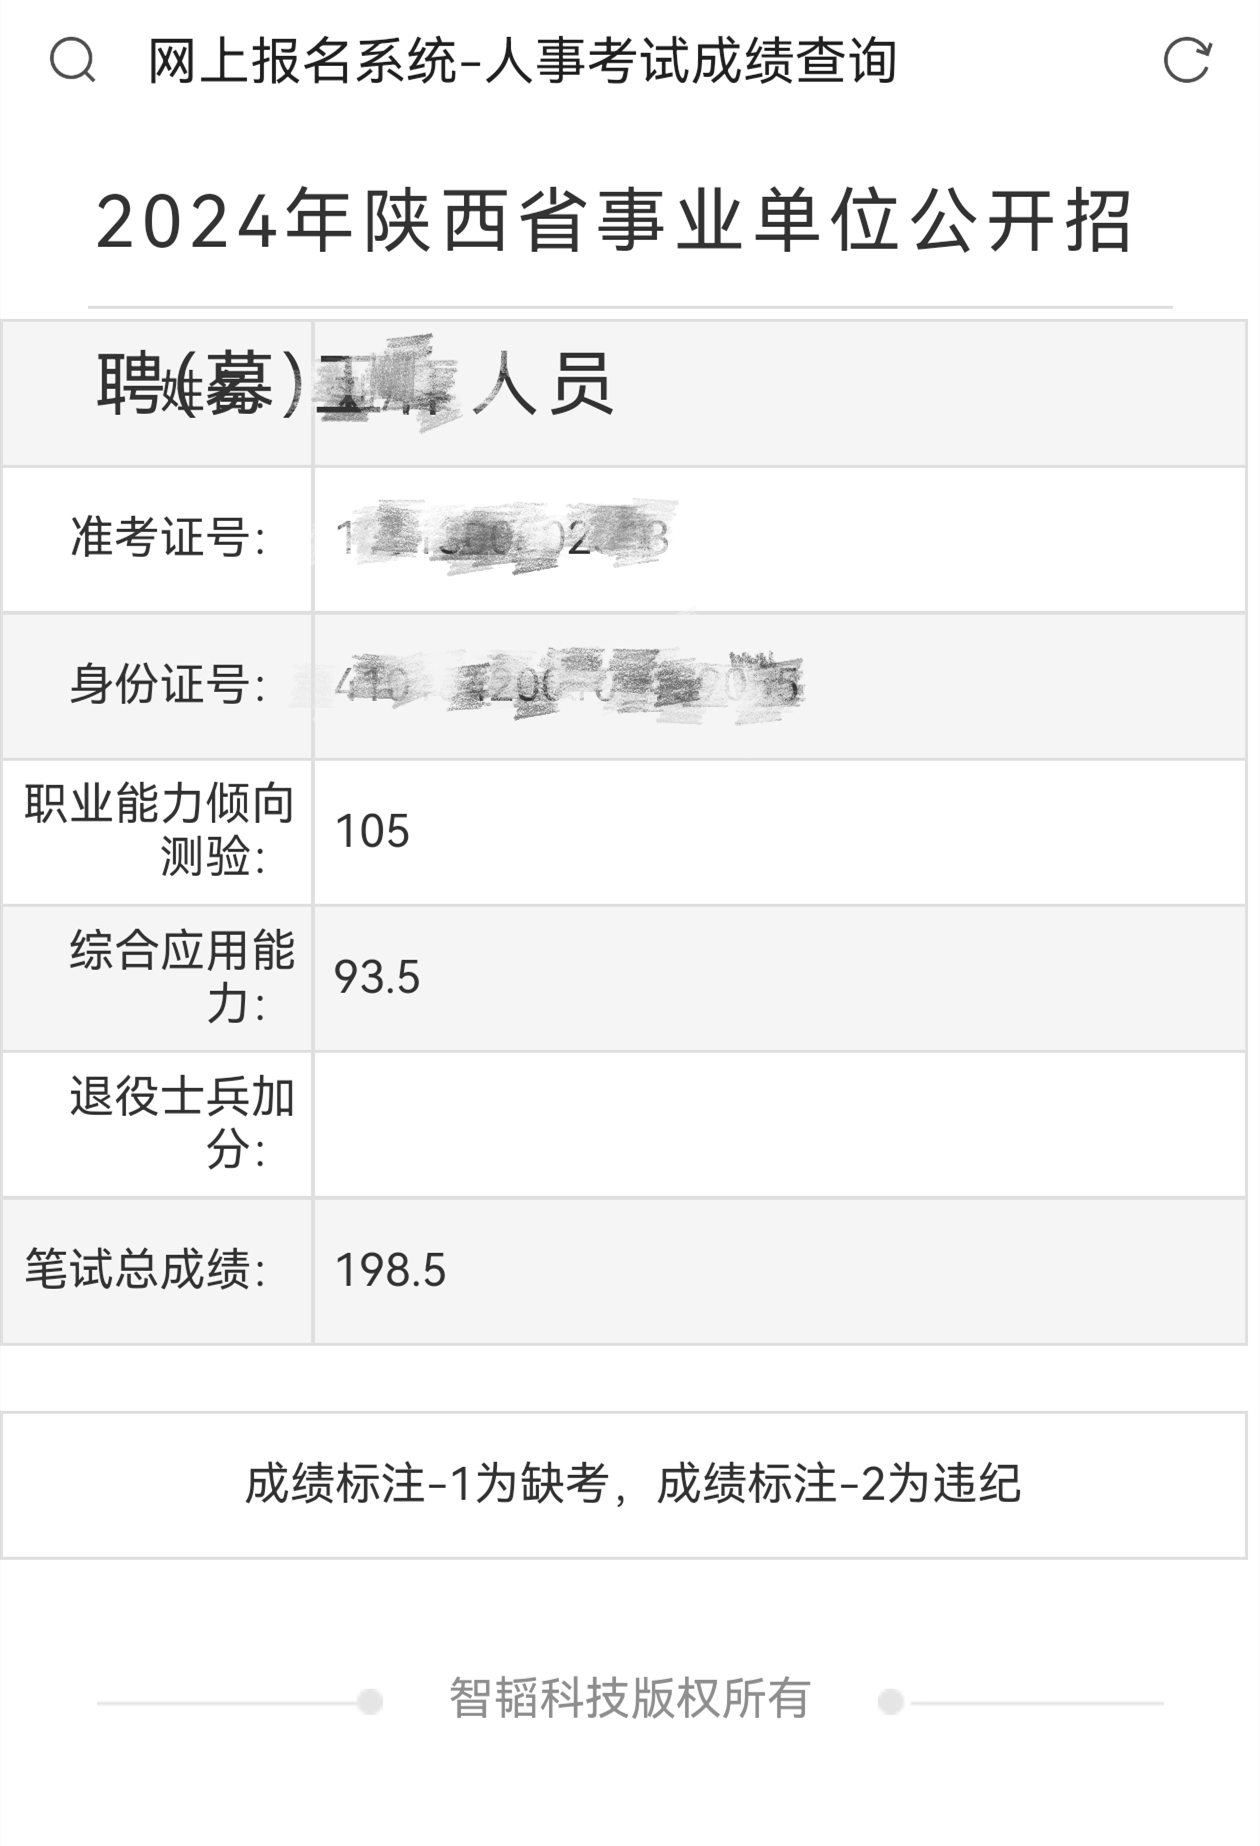 网上报名系统-人事考试成绩查询
2024年陕西省事业单位公开招
聘(募)工作人员
姓名:
准考证号:
身份证号:
职业能力倾向
测验:
105
综合应用能
力:
93.5
退役士兵加
分:
笔试总成绩:
198.5
成绩标注-1为缺考，成绩标注-2为违纪
智韬科技版权所有